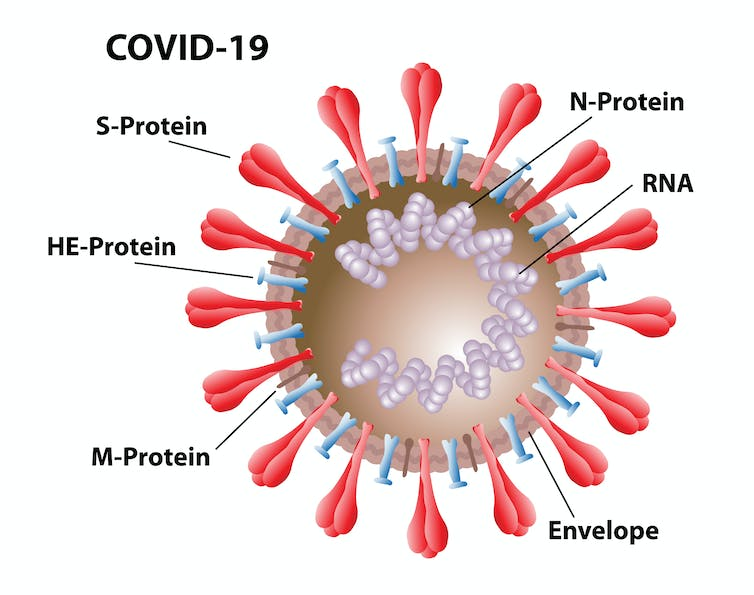 COVID-19
N-Protein
S-Protein
RNA
HE-Protein
M-Protein
Envelope